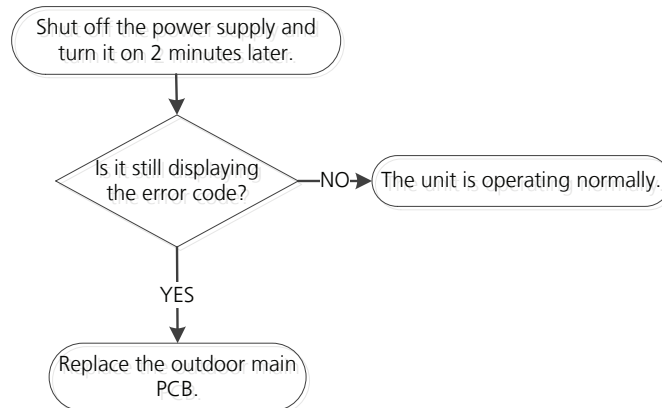 Shut off the power supply and
turn it on 2 minutes later.
Is it still displaying
the error code?
NO
The unit is operating normally.
YES
Replace the outdoor main
PCB.